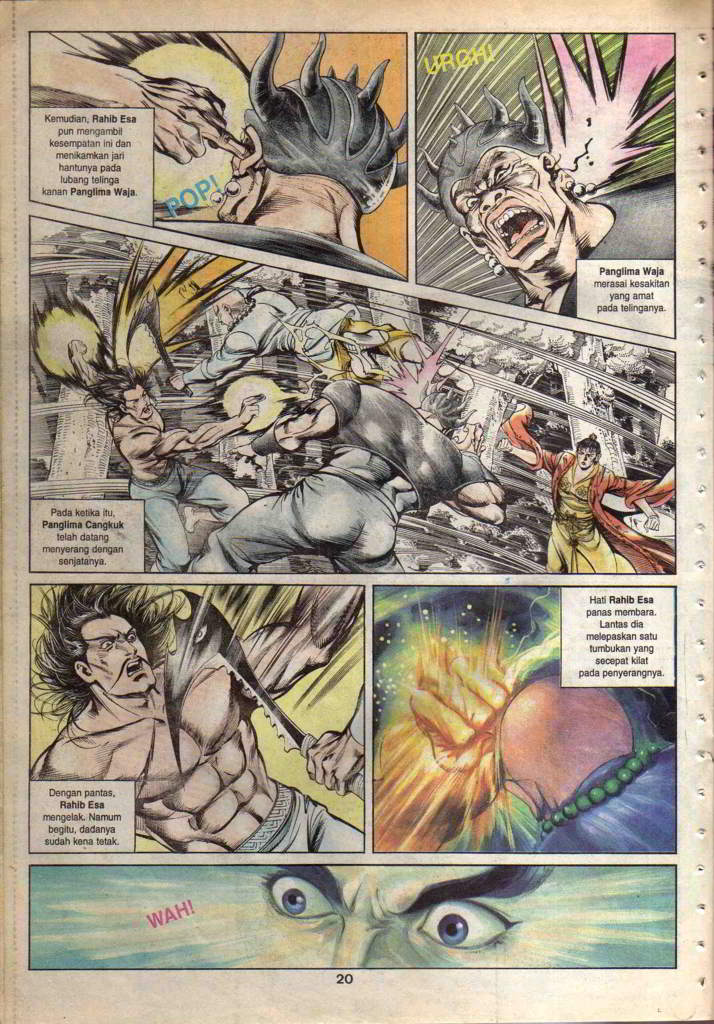 Kemudian, Rahib Esa
pun mengambil
kesempatan ini dan
menikamkan jari
hantunya pada
lubang telinga
kanan Panglima Waja.
POP!
URGH!
Panglima Waja
merasai kesakitan
yang amat
pada telinganya.
Pada ketika itu,
Panglima Cangkuk
telah datang
menyerang dengan
senjatanya.
Dengan pantas,
Rahib Esa
mengelak. Namum
begitu, dadanya
sudah kena tetak.
Hati Rahib Esa
panas membara.
Lantas dia
melepaskan satu
tumbukan yang
secepat kilat
pada penyerangnya.
WAH!
20